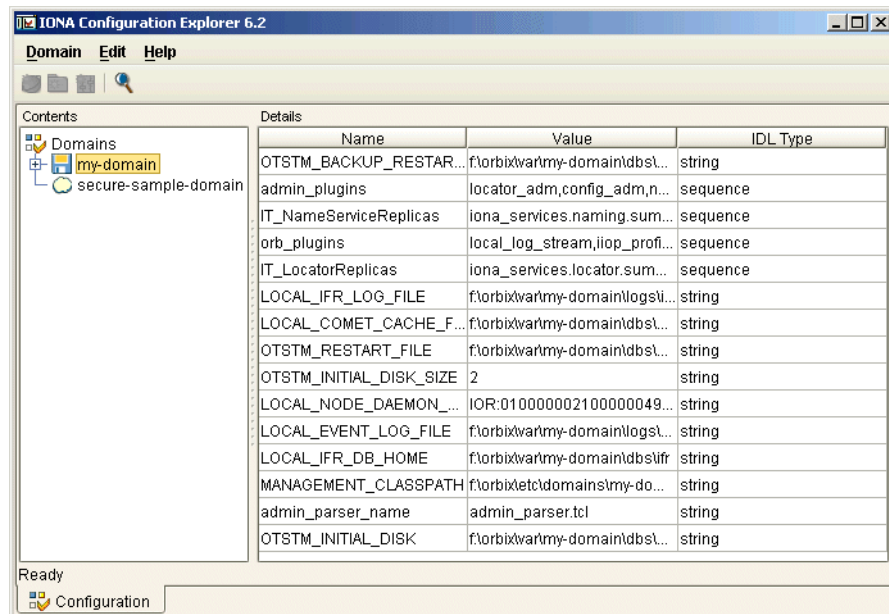 IONA Configuration Explorer 6.2
Domain Edit Help
Contents
Details
Domains
my-domain
secure-sample-domain
Name Value IDL Type
OTSTM_BACKUP_RESTAR... f:\orbix\var\my-domain\dbs\... string
admin_plugins locator_adm,config_adm,n... sequence
IT_NameServiceReplicas iona_services.naming.sum... sequence
orb_plugins local_log_stream,iiop_profi... sequence
IT_LocatorReplicas iona_services.locator.sum... sequence
LOCAL_IFR_LOG_FILE f:\orbix\var\my-domain\logs\i... string
LOCAL_COMET_CACHE_F... f:\orbix\var\my-domain\dbs\... string
OTSTM_RESTART_FILE f:\orbix\var\my-domain\dbs\... string
OTSTM_INITIAL_DISK_SIZE 2 string
LOCAL_NODE_DAEMON_... IOR:010000002100000049... string
LOCAL_EVENT_LOG_FILE f:\orbix\var\my-domain\logs\... string
LOCAL_IFR_DB_HOME f:\orbix\var\my-domain\dbs\ifr string
MANAGEMENT_CLASSPATH f:\orbix\etc\domains\my-do... string
admin_parser_name admin_parser.tcl string
OTSTM_INITIAL_DISK f:\orbix\var\my-domain\dbs\... string
Ready
Configuration